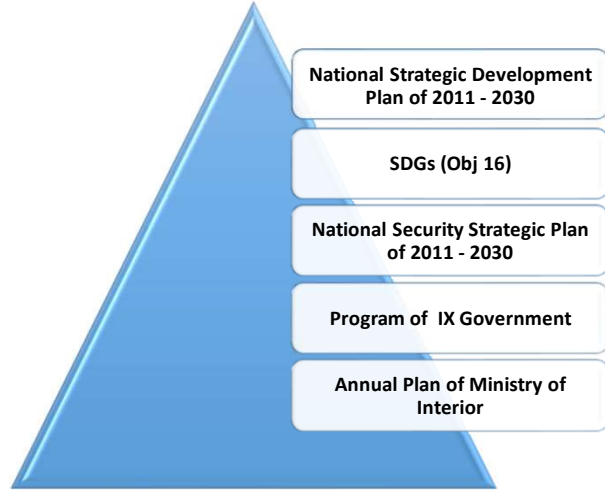 National Strategic Development
Plan of 2011 - 2030
SDGs (Obj 16)
National Security Strategic Plan
of 2011 - 2030
Program of  IX Government
Annual Plan of Ministry of
Interior